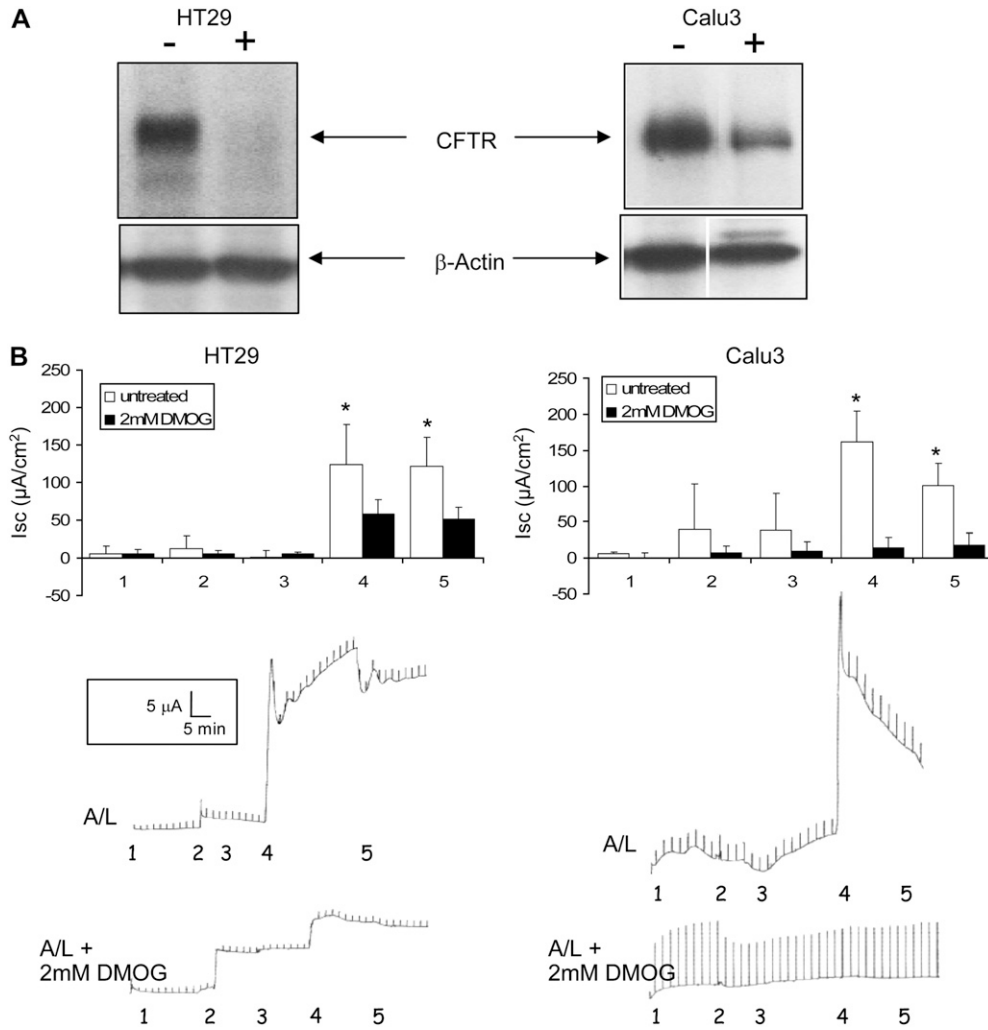 A
HT29
Calu3
- +
- +
CFTR
β-Actin
B
HT29
Calu3
Isc (µA/cm²)
250
200
150
100
50
0
-50
untreated
2mM DMOG
* *
1 2 3 4 5
Isc (µA/cm²)
250
200
150
100
50
0
-50
untreated
2mM DMOG
* *
1 2 3 4 5
5 µA
5 min
A/L
1 2 3 4 5
A/L
1 2 3 4 5
A/L +
2mM DMOG
1 2 3 4 5
A/L +
2mM DMOG
1 2 3 4 5